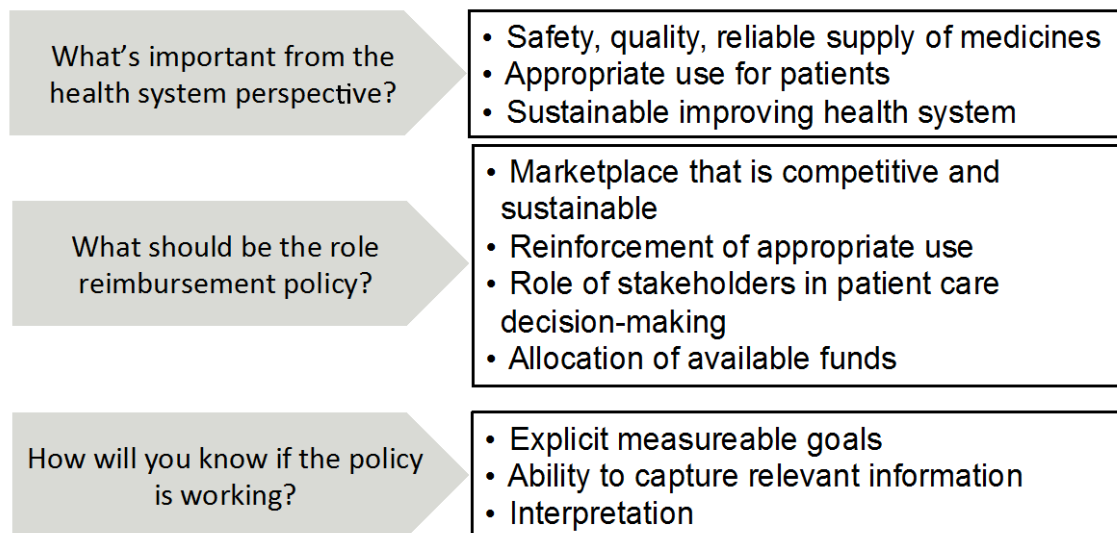 What’s important from the
health system perspective?
• Safety, quality, reliable supply of medicines
• Appropriate use for patients
• Sustainable improving health system
What should be the role
reimbursement policy?
• Marketplace that is competitive and
sustainable
• Reinforcement of appropriate use
• Role of stakeholders in patient care
decision-making
• Allocation of available funds
How will you know if the policy
is working?
• Explicit measureable goals
• Ability to capture relevant information
• Interpretation